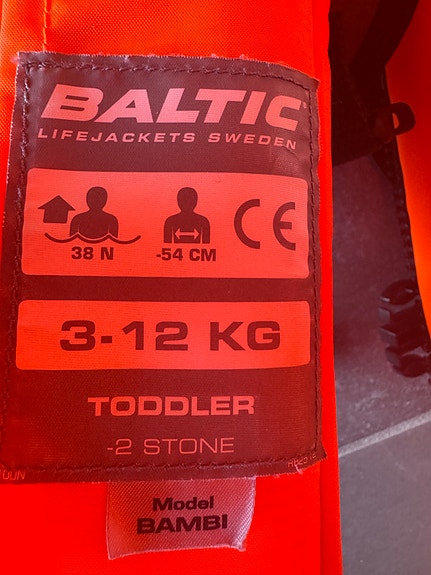 BALTIC
LIFEJACKETS SWEDEN
38 N
-54 CM
CE
3-12 KG
TODDLER
-2 STONE
Model
BAMBI